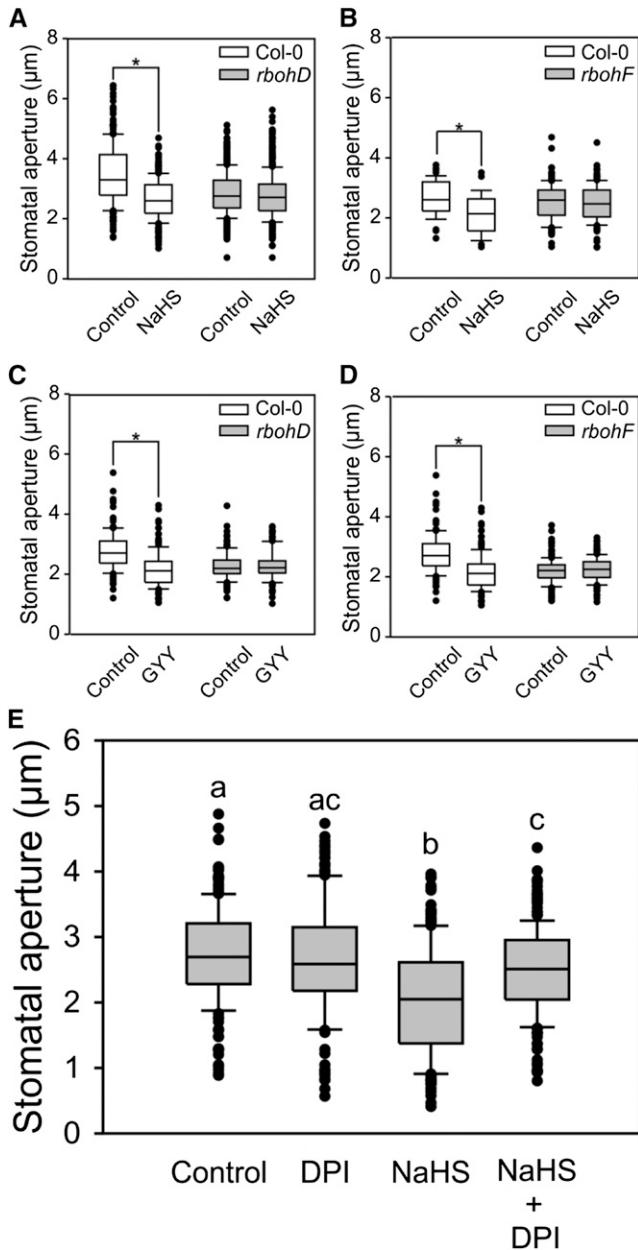 A
Stomatal aperture (µm)
8
6
4
2
0
Col-0
rbohD
*
Control
NaHS
Control
NaHS
B
Stomatal aperture (µm)
8
6
4
2
0
Col-0
rbohF
*
Control
NaHS
Control
NaHS
C
Stomatal aperture (µm)
8
6
4
2
0
Col-0
rbohD
*
Control
GYY
Control
GYY
D
Stomatal aperture (µm)
8
6
4
2
0
Col-0
rbohF
*
Control
GYY
Control
GYY
E
Stomatal aperture (µm)
6
5
4
3
2
1
0
a
ac
b
c
Control
DPI
NaHS
NaHS
+
DPI